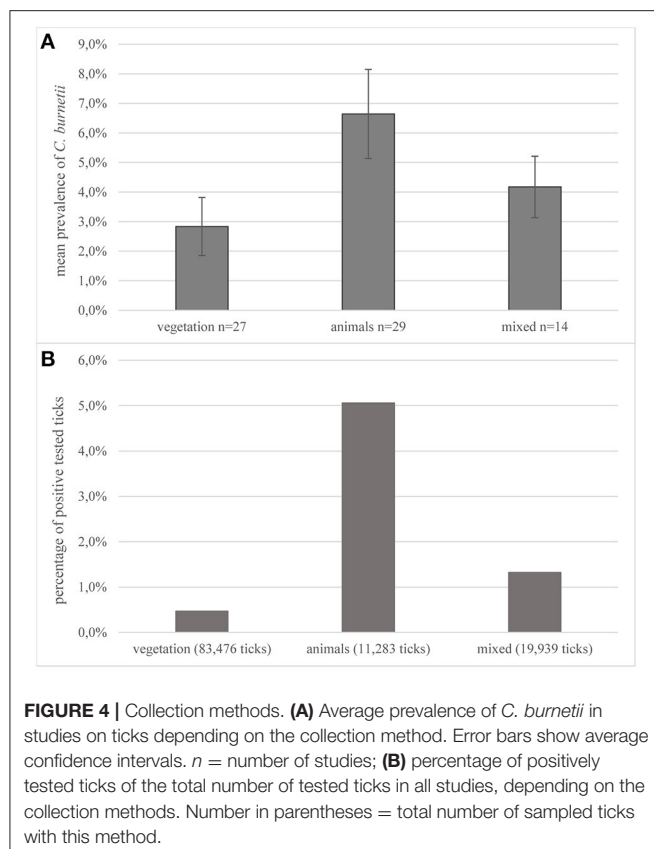 A
9,0%
8,0%
7,0%
6,0%
5,0%
4,0%
3,0%
2,0%
1,0%
0,0%
mean prevalence of C. burnetii
vegetation n=27 animals n=29 mixed n=14
B
6,0%
5,0%
4,0%
3,0%
2,0%
1,0%
0,0%
percentage of positive tested ticks
vegetation (83,476 ticks) animals (11,283 ticks) mixed (19,939 ticks)
FIGURE 4 | Collection methods. (A) Average prevalence of C. burnetii in
studies on ticks depending on the collection method. Error bars show average
confidence intervals. n = number of studies; (B) percentage of positively
tested ticks of the total number of tested ticks in all studies, depending on the
collection methods. Number in parentheses = total number of sampled ticks
with this method.